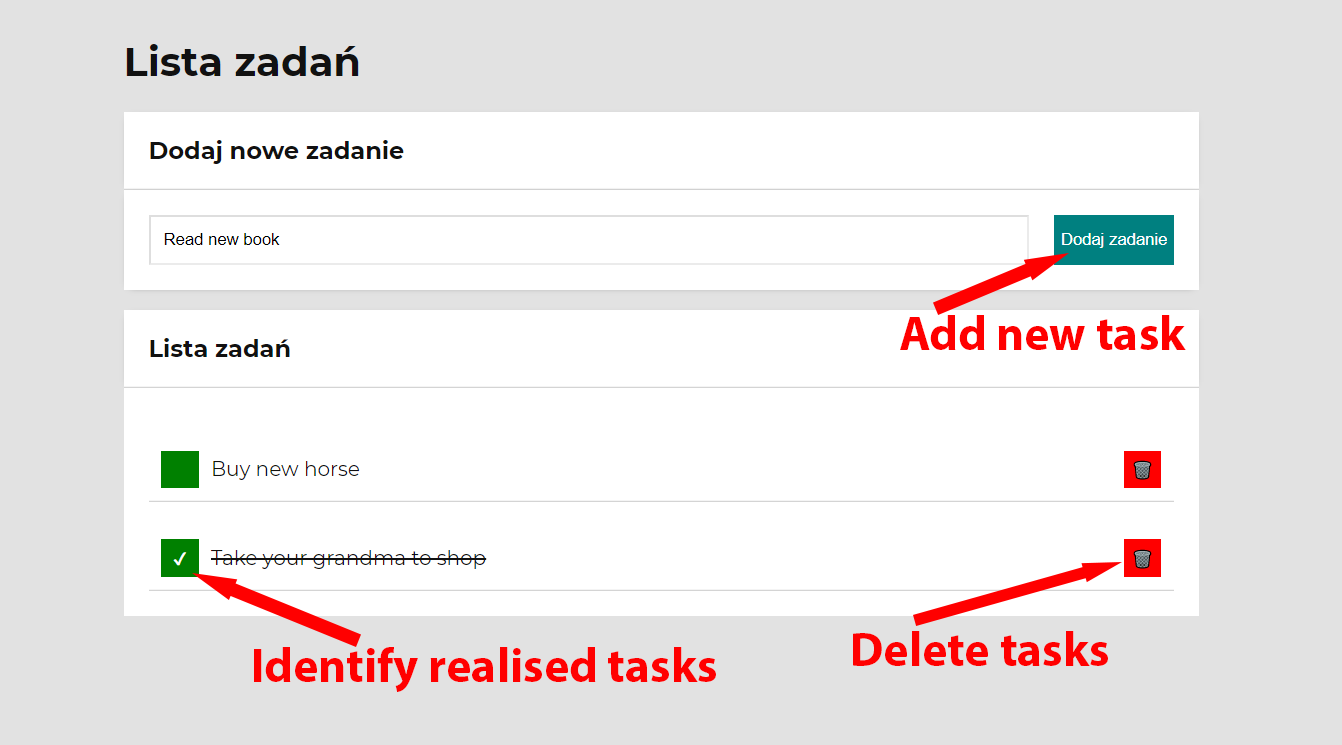 Lista zadań
Dodaj nowe zadanie
Read new book
Dodaj zadanie
Add new task
Lista zadań
Buy new horse
Take your grandma to shop
Identify realised tasks
Delete tasks